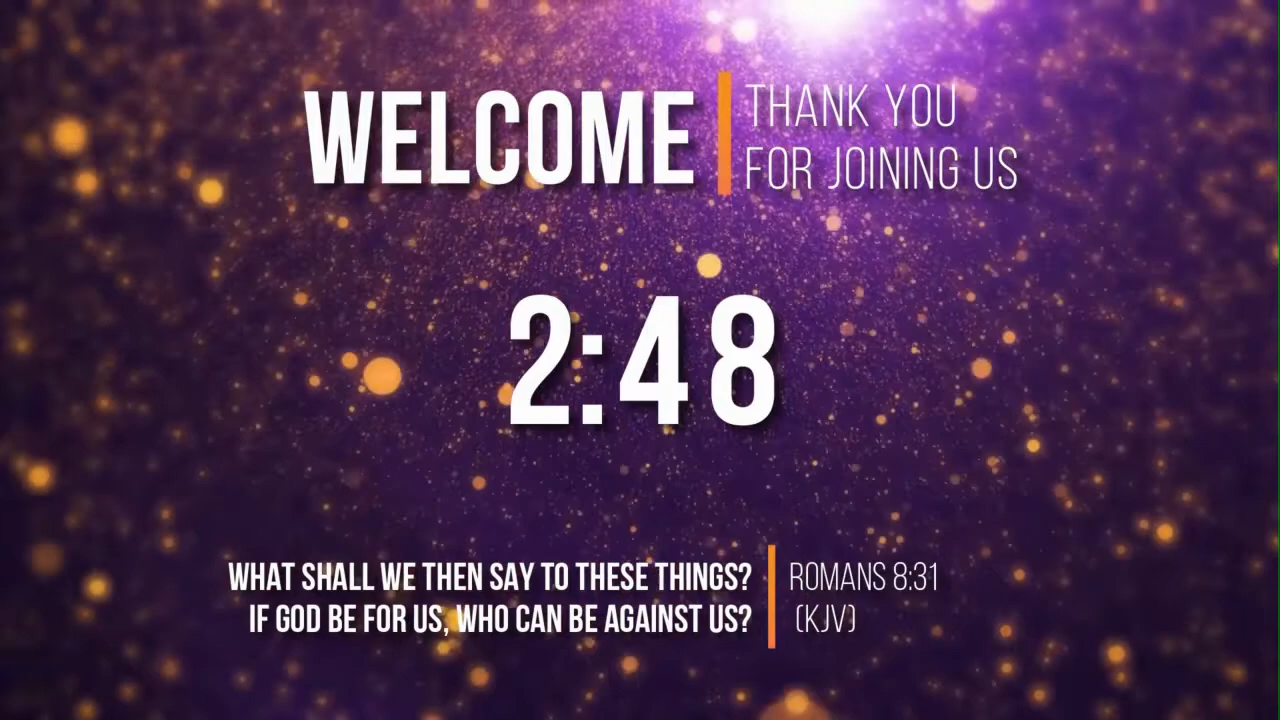 WELCOME
THANK YOU
FOR JOINING US
2:48
WHAT SHALL WE THEN SAY TO THESE THINGS?
IF GOD BE FOR US, WHO CAN BE AGAINST US?
ROMANS 8:31
(KJV)